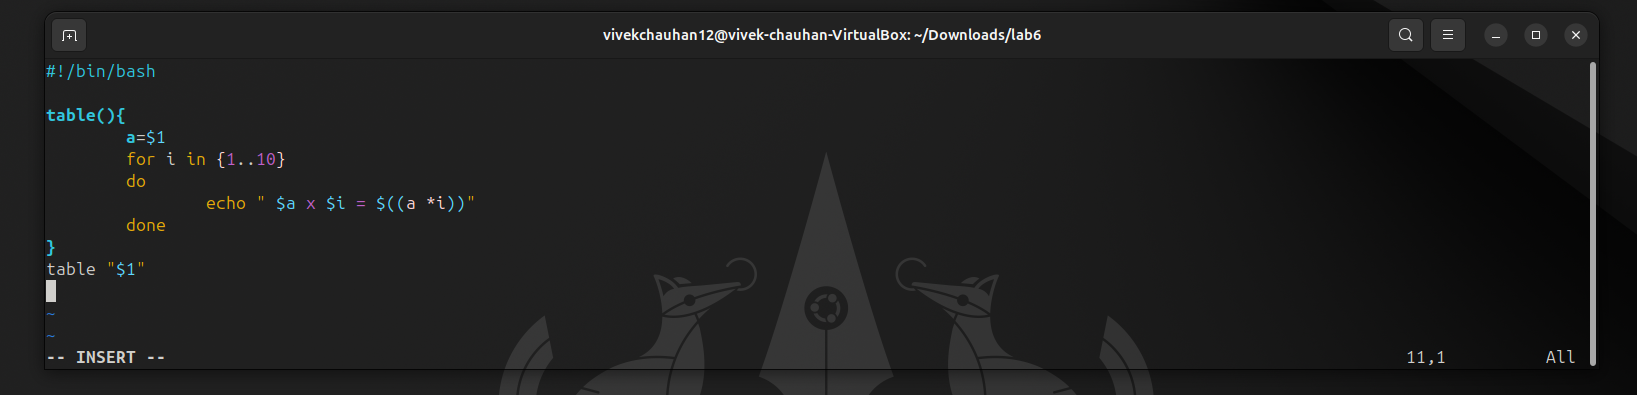 vivekchauhan12@vivek-chauhan-VirtualBox: ~/Downloads/lab6
#!/bin/bash
table(){
a=$1
for i in {1..10}
do
echo " $a x $i = $((a *i))"
done
}
table "$1"
~
~
-- INSERT -- 11,1 All